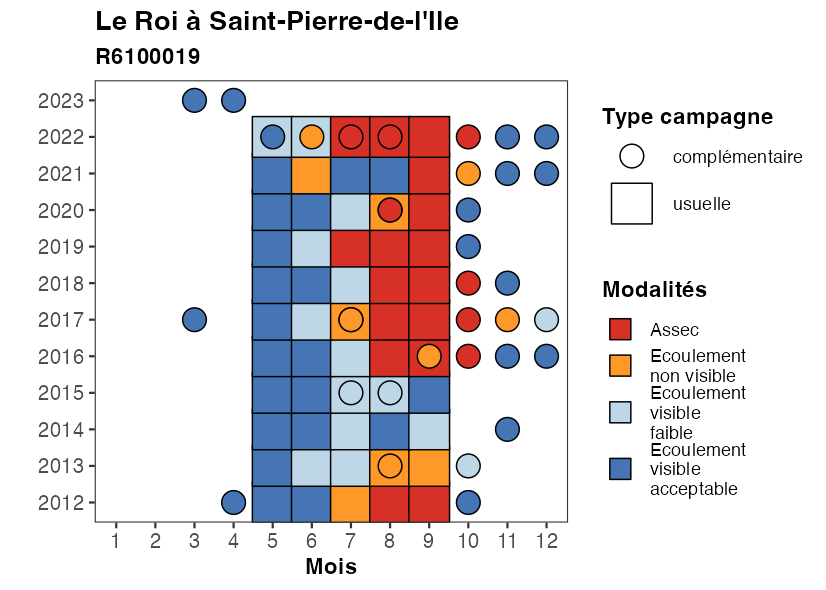 Le Roi à Saint-Pierre-de-l'Ile
R6100019
2023
2022
2021
2020
2019
2018
2017
2016
2015
2014
2013
2012
1 2 3 4 5 6 7 8 9 10 11 12
Mois
Type campagne
complémentaire
usuelle
Modalités
Assec
Ecoulement
non visible
Ecoulement
visible
faible
Ecoulement
visible
acceptable